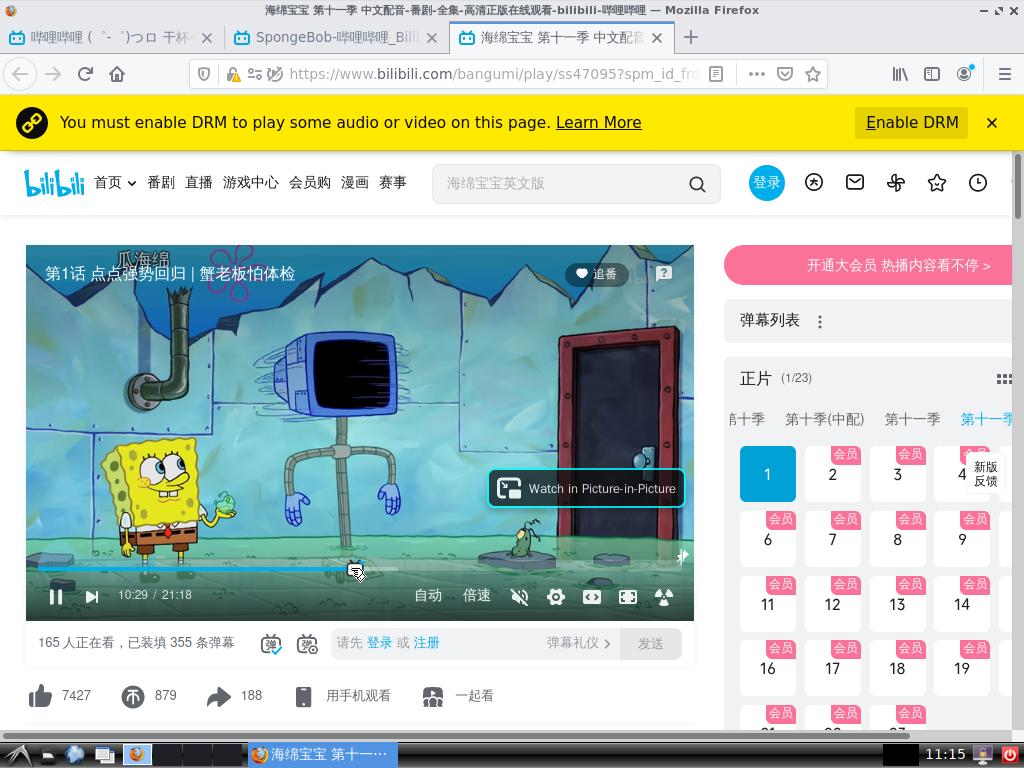 海绵宝宝 第十一季 中文配音-番剧-全集-高清正版在线观看-bilibili-哔哩哔哩 — Mozilla Firefox
哔哩哔哩 (゜-゜)つロ 干杯
SpongeBob-哔哩哔哩_Bili
海绵宝宝 第十一季 中文配音
https://www.bilibili.com/bangumi/play/ss47095?spm_id_fro
You must enable DRM to play some audio or video on this page. Learn More
Enable DRM
bilibili 首页 番剧 直播 游戏中心 会员购 漫画 赛事
海绵宝宝英文版
登录
瓜海绵
第1话 点点强势回归 | 蟹老板怕体检
追番
Watch in Picture-in-Picture
10:29 / 21:18
自动 倍速
165 人正在看，已装填 355 条弹幕
弹 弹
请先 登录 或 注册
弹幕礼仪
发送
7427 879 188 用手机观看 一起看
开通大会员 热播内容看不停 >
弹幕列表
正片 (1/23)
第十季 第十季(中配) 第十一季 第十一季
1 2 会员 3 会员 4
新版
反馈
6 会员 7 会员 8 会员 9 会员
11 会员 12 会员 13 会员 14 会员
16 会员 17 会员 18 会员 19 会员
会员 会员 会员
海绵宝宝 第十一…
11:15